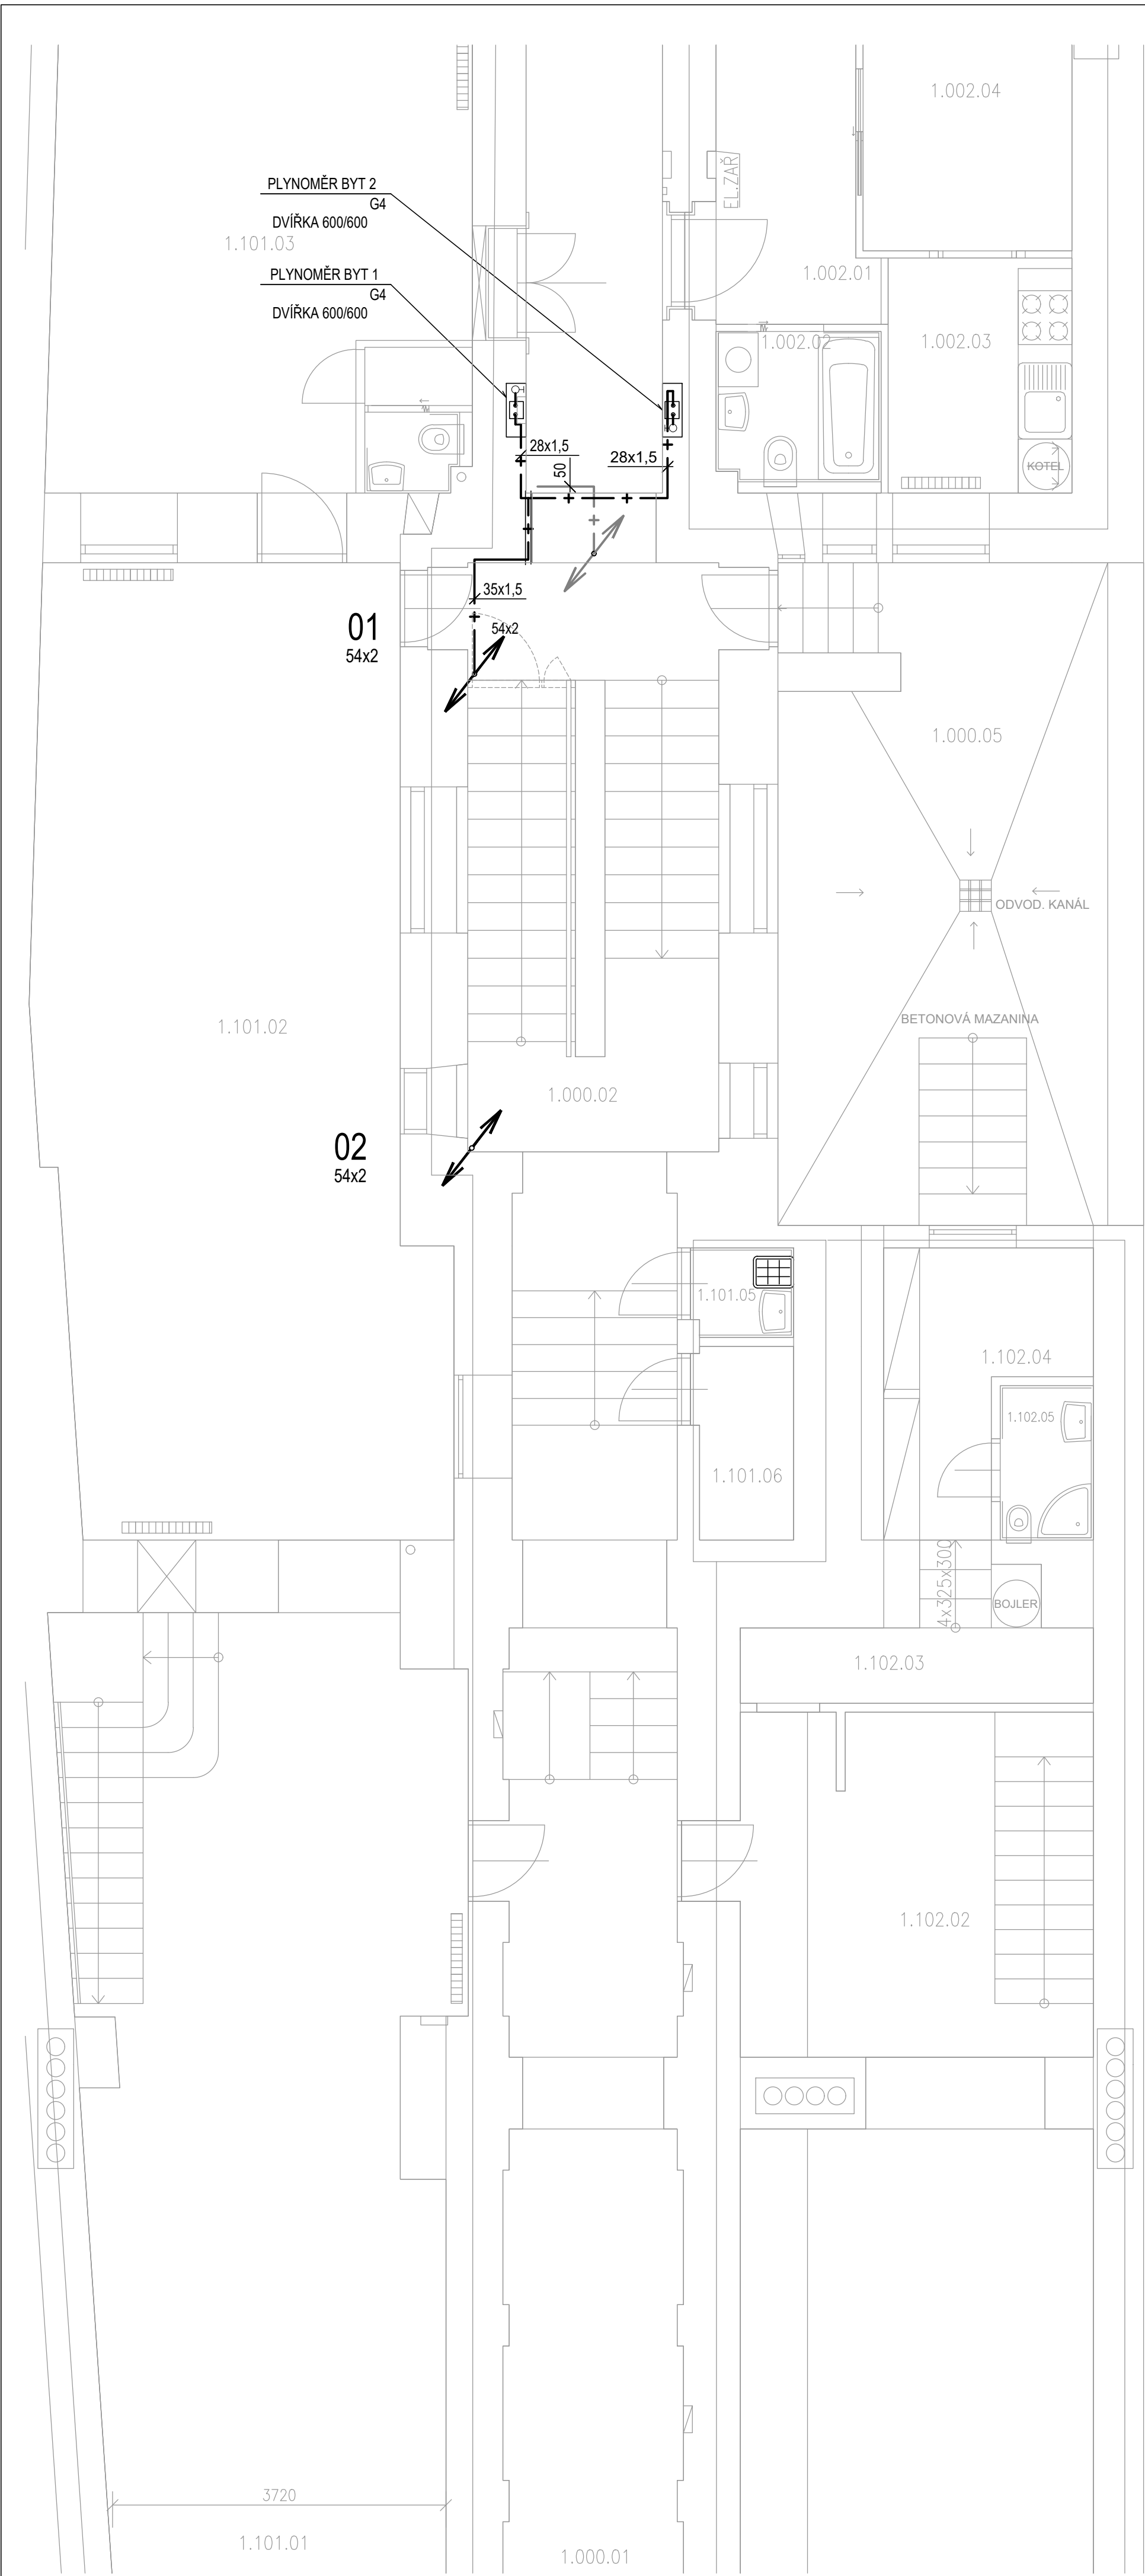 1.002.04
EL.ZAŘ
PLYNOMĚR BYT 2
G4
DVÍŘKA 600/600
1.101.03
PLYNOMĚR BYT 1
G4
DVÍŘKA 600/600
1.002.01
1.002.02
1.002.03
KOTEL
28x1,5
50
28x1,5
35x1,5
54x2
01
54x2
1.000.05
ODVOD. KANÁL
BETONOVÁ MAZANINA
1.101.02
1.000.02
02
54x2
1.101.05
1.102.04
1.102.05
1.101.06
4x325x300
BOJLER
1.102.03
1.102.02
3720
1.101.01
1.000.01